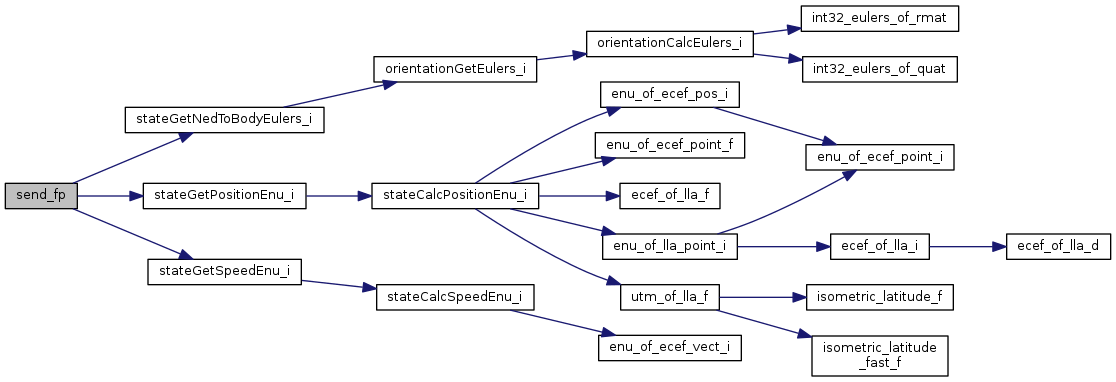 send_fp
stateGetNedToBodyEulers_i
stateGetPositionEnu_i
stateGetSpeedEnu_i
orientationGetEulers_i
stateCalcPositionEnu_i
stateCalcSpeedEnu_i
orientationCalcEulers_i
enu_of_ecef_pos_i
enu_of_ecef_point_f
ecef_of_lla_f
enu_of_lla_point_i
utm_of_lla_f
enu_of_ecef_vect_i
int32_eulers_of_rmat
int32_eulers_of_quat
enu_of_ecef_point_i
ecef_of_lla_i
isometric_latitude_f
isometric_latitude
_fast_f
ecef_of_lla_d